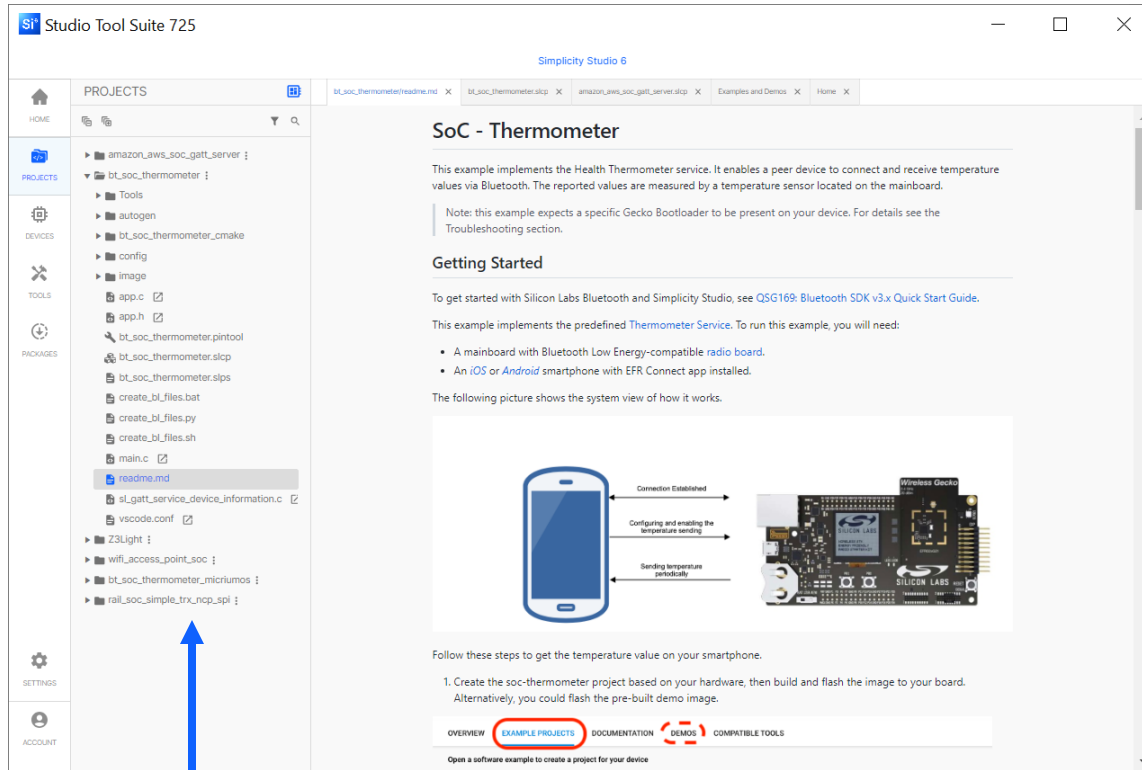 Si Studio Tool Suite 725
Simplicity Studio 6
HOME
PROJECTS
DEVICES
TOOLS
PACKAGES
SETTINGS
ACCOUNT
PROJECTS
amazon_aws_soc_gatt_server
bt_soc_thermometer
Tools
autogen
bt_soc_thermometer_cmake
config
image
app.c
app.h
bt_soc_thermometer.pintool
bt_soc_thermometer.slcp
bt_soc_thermometer.slps
create_bl_files.bat
create_bl_files.py
create_bl_files.sh
main.c
readme.md
sl_gatt_service_device_information.c
vscode.conf
Z3Light
wifi_access_point_soc
bt_soc_thermometer_micriumos
rail_soc_simple_trx_ncp_spi
bt_soc_thermometer/readme.md bt_soc_thermometer.slcp amazon_aws_soc_gatt_server.slcp Examples and Demos Home
SoC - Thermometer
This example implements the Health Thermometer service. It enables a peer device to connect and receive temperature
values via Bluetooth. The reported values are measured by a temperature sensor located on the mainboard.
Note: this example expects a specific Gecko Bootloader to be present on your device. For details see the
Troubleshooting section.
Getting Started
To get started with Silicon Labs Bluetooth and Simplicity Studio, see QSG169: Bluetooth SDK v3.x Quick Start Guide.
This example implements the predefined Thermometer Service. To run this example, you will need:
• A mainboard with Bluetooth Low Energy-compatible radio board.
• An iOS or Android smartphone with EFR Connect app installed.
The following picture shows the system view of how it works.
Connection Established
Configuring and enabling the
temperature sending
Sending temperature
periodically
Wireless Gecko
SILICON LABS
SILICON LABS
Follow these steps to get the temperature value on your smartphone.
1. Create the soc-thermometer project based on your hardware, then build and flash the image to your board.
Alternatively, you could flash the pre-built demo image.
OVERVIEW EXAMPLE PROJECTS DOCUMENTATION DEMOS COMPATIBLE TOOLS
Open a software example to create a project for your device